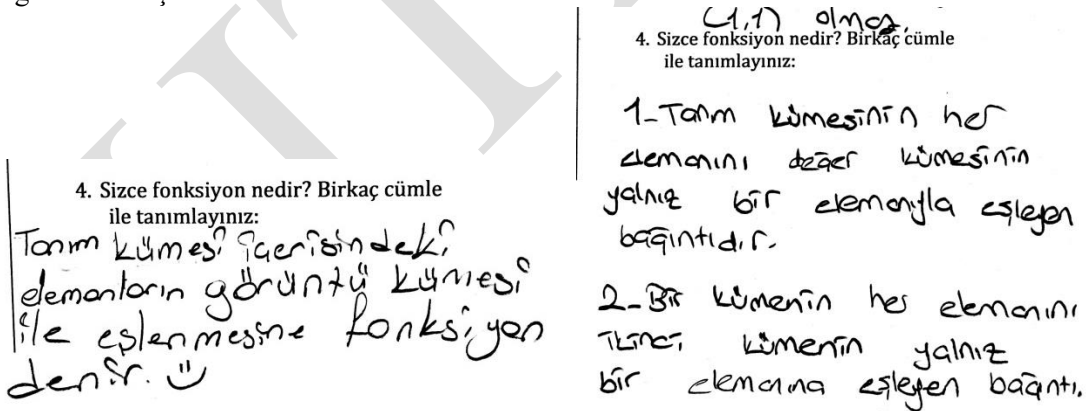 4. Sizce fonksiyon nedir? Birkaç cümle
ile tanımlayınız:
Tanım kümesi içerisindeki
elemanların görüntü kümesi
ile eşlenmesine fonksiyon
denir.
(1,1) olmaz.
4. Sizce fonksiyon nedir? Birkaç cümle
ile tanımlayınız:
1-Tanım kümesinin her
elemanını değer kümesinin
yalnız bir elemanıyla eşleyen
bağıntıdır.
2-Bir kümenin her elemanını
ikinci kümenin yalnız
bir elemanına eşleyen bağıntı.